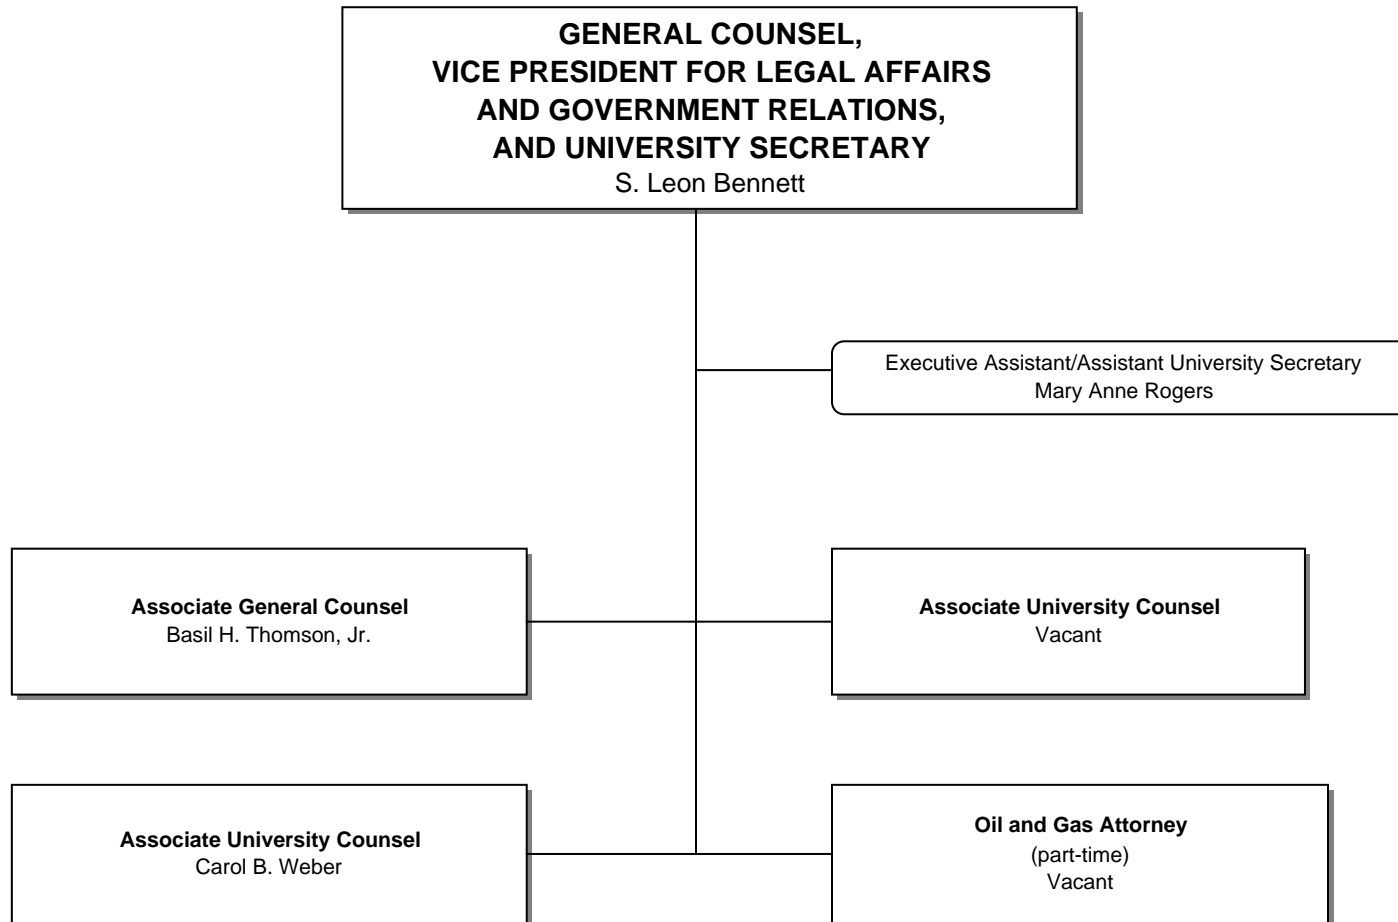 GENERAL COUNSEL,
VICE PRESIDENT FOR LEGAL AFFAIRS
AND GOVERNMENT RELATIONS,
AND UNIVERSITY SECRETARY
S. Leon Bennett
Executive Assistant/Assistant University Secretary
Mary Anne Rogers
Associate General Counsel
Basil H. Thomson, Jr.
Associate University Counsel
Vacant
Associate University Counsel
Carol B. Weber
Oil and Gas Attorney
(part-time)
Vacant